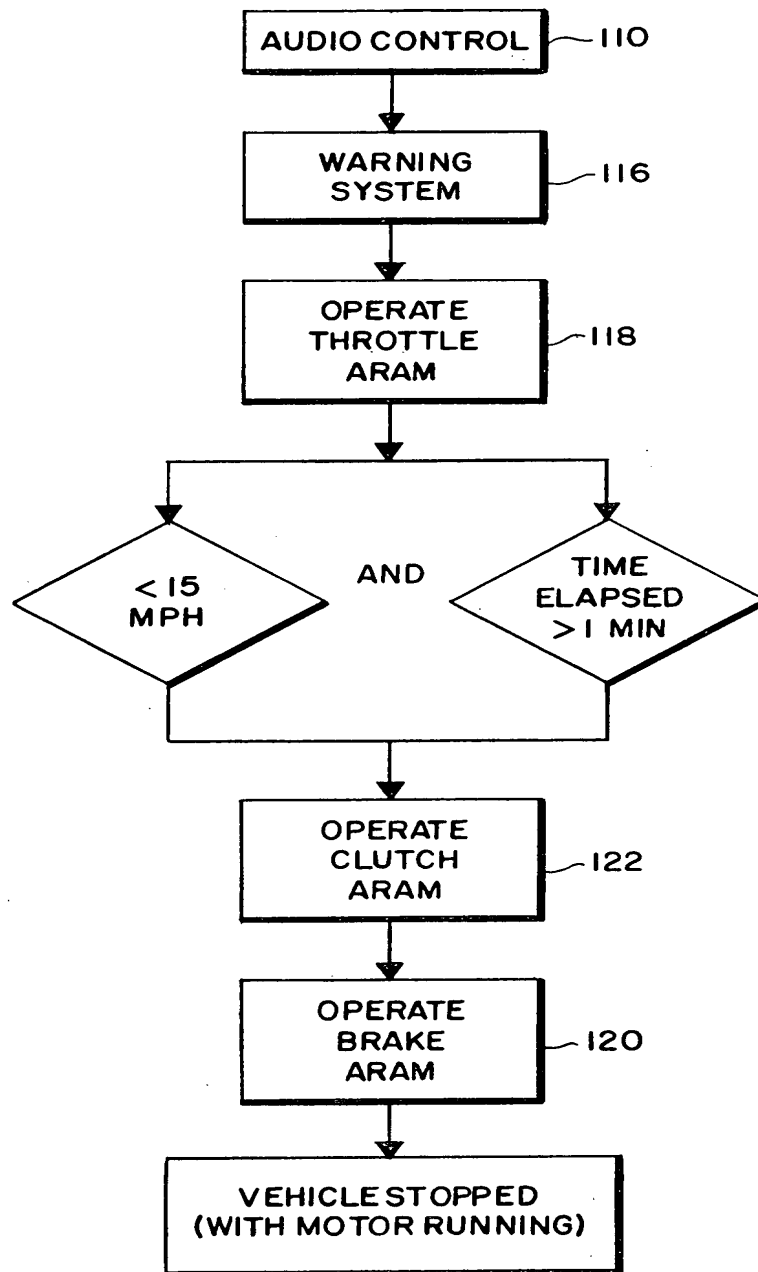 AUDIO CONTROL
110
WARNING
SYSTEM
116
OPERATE
THROTTLE
ARAM
118
< 15
MPH
AND
TIME
ELAPSED
> 1 MIN
OPERATE
CLUTCH
ARAM
122
OPERATE
BRAKE
ARAM
120
VEHICLE STOPPED
(WITH MOTOR RUNNING)